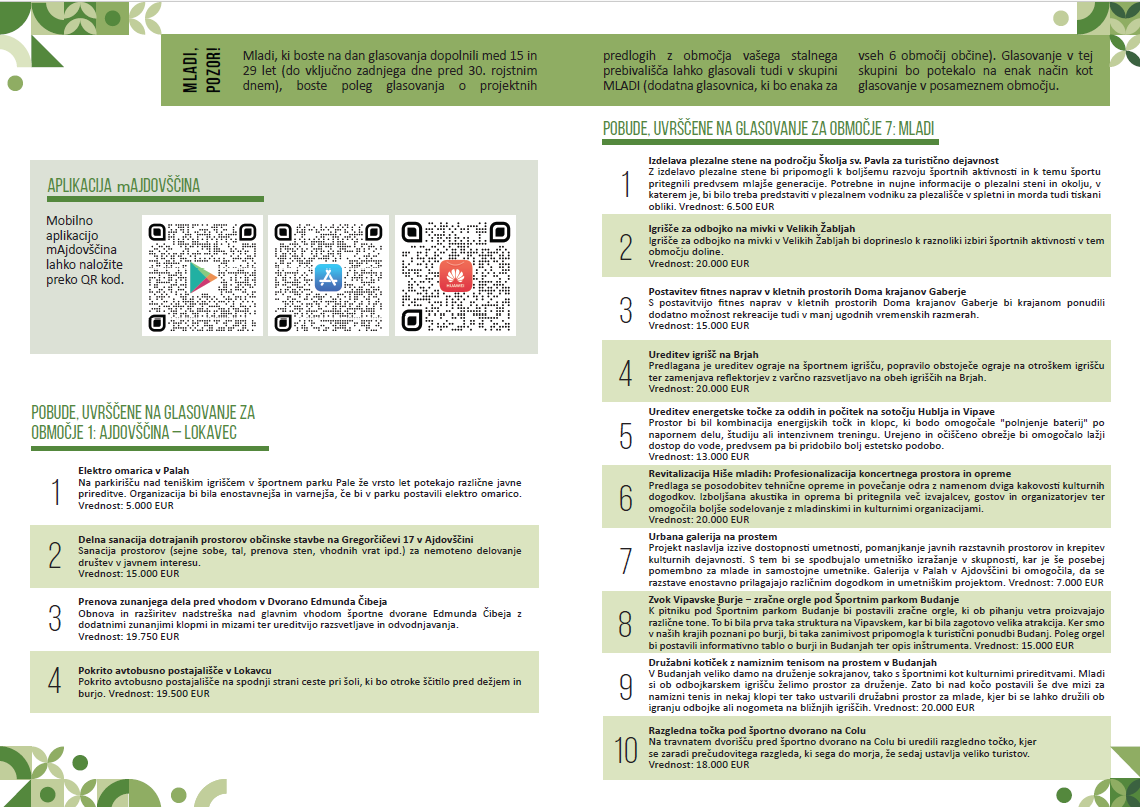 MLADI,
POZOR!
Mladi, ki boste na dan glasovanja dopolnili med 15 in
29 let (do vključno zadnjega dne pred 30. rojstnim
dnem), boste poleg glasovanja o projektnih
predlogih z območja vašega stalnega
prebivališča lahko glasovali tudi v skupini
MLADI (dodatna glasovnica, ki bo enaka za
vseh 6 območij občine). Glasovanje v tej
skupini bo potekalo na enak način kot
glasovanje v posameznem območju.
APLIKACIJA mAJDOVŠČINA
Mobilno
aplikacijo
mAjdovščina
lahko naložite
preko QR kod.
HUAWEI
POBUDE, UVRŠČENE NA GLASOVANJE ZA
OBMOČJE 1: AJDOVŠČINA – LOKAVEC
1
Elektro omarica v Palah
Na parkirišču nad teniškim igriščem v športnem parku Pale že vrsto let potekajo različne javne
prireditve. Organizacija bi bila enostavnejša in varnejša, če bi v parku postavili elektro omarico.
Vrednost: 5.000 EUR
2
Delna sanacija dotrajanih prostorov občinske stavbe na Gregorčičevi 17 v Ajdovščini
Sanacija prostorov (sejne sobe, tal, prenova sten, vhodnih vrat ipd.) za nemoteno delovanje
društev v javnem interesu.
Vrednost: 15.000 EUR
3
Prenova zunanjega dela pred vhodom v Dvorano Edmunda Čibeja
Obnova in razširitev nadstreška nad glavnim vhodom športne dvorane Edmunda Čibeja z
dodatnimi zunanjimi klopmi in mizami ter ureditvijo razsvetljave in odvodnjavanja.
Vrednost: 19.750 EUR
4
Pokrito avtobusno postajališče v Lokavcu
Pokrito avtobusno postajališče na spodnji strani ceste pri šoli, ki bo otroke ščitilo pred dežjem in
burjo. Vrednost: 19.500 EUR
POBUDE, UVRŠČENE NA GLASOVANJE ZA OBMOČJE 7: MLADI
1
Izdelava plezalne stene na področju Školja sv. Pavla za turistično dejavnost
Z izdelavo plezalne stene bi pripomogli k boljšemu razvoju športnih aktivnosti in k temu športu
pritegnili predvsem mlajše generacije. Potrebne in nujne informacije o plezalni steni in okolju, v
katerem je, bi bilo treba predstaviti v plezalnem vodniku za plezališče v spletni in morda tudi tiskani
obliki. Vrednost: 6.500 EUR
2
Igrišče za odbojko na mivki v Velikih Žabljah
Igrišče za odbojko na mivki v Velikih Žabljah bi doprineslo k raznoliki izbiri športnih aktivnosti v tem
območju doline.
Vrednost: 20.000 EUR
3
Postavitev fitnes naprav v kletnih prostorih Doma krajanov Gaberje
S postavitvijo fitnes naprav v kletnih prostorih Doma krajanov Gaberje bi krajanom ponudili
dodatno možnost rekreacije tudi v manj ugodnih vremenskih razmerah.
Vrednost: 15.000 EUR
4
Ureditev igrišč na Brjah
Predlagana je ureditev ograje na športnem igrišču, popravilo obstoječe ograje na otroškem igrišču
ter zamenjava reflektorjev z varčno razsvetljavo na obeh igriščih na Brjah.
Vrednost: 20.000 EUR
5
Ureditev energetske točke za oddih in počitek na sotočju Hublja in Vipave
Prostor bi bil kombinacija energijskih točk in klopc, ki bodo omogočale "polnjenje baterij" po
napornem delu, študiju ali intenzivnem treningu. Urejeno in očiščeno obrežje bi omogočalo lažji
dostop do vode, predvsem pa bi pridobilo bolj estetsko podobo.
Vrednost: 13.000 EUR
6
Revitalizacija Hiše mladih: Profesionalizacija koncertnega prostora in opreme
Predlaga se posodobitev tehnične opreme in povečanje odra z namenom dviga kakovosti kulturnih
dogodkov. Izboljšana akustika in oprema bi pritegnila več izvajalcev, gostov in organizatorjev ter
omogočila boljše sodelovanje z mladinskimi in kulturnimi organizacijami.
Vrednost: 20.000 EUR
7
Urbana galerija na prostem
Projekt naslavlja izzive dostopnosti umetnosti, pomanjkanje javnih razstavnih prostorov in krepitev
kulturnih dejavnosti. S tem bi se spodbujalo umetniško izražanje v skupnosti, kar je še posebej
pomembno za mlade in samostojne umetnike. Galerija v Palah v Ajdovščini bi omogočila, da se
razstave enostavno prilagajajo različnim dogodkom in umetniškim projektom. Vrednost: 7.000 EUR
8
Zvok Vipavske Burje – zračne orgle pod Športnim parkom Budanje
K pitniku pod Športnim parkom Budanje bi postavili zračne orgle, ki ob pihanju vetra proizvajajo
različne tone. To bi bila prva taka struktura na Vipavskem, kar bi bila zagotovo velika atrakcija. Ker smo
v naših krajih poznani po burji, bi taka zanimivost pripomogla k turistični ponudbi Budanj. Poleg orgel
bi postavili informativno tablo o burji in Budanjah ter opis inštrumenta. Vrednost: 15.000 EUR
9
Družabni kotiček z namiznim tenisom na prostem v Budanjah
V Budanjah veliko damo na druženje sokrajanov, tako s športnimi kot kulturnimi prireditvami. Mladi
si ob odbojkarskem igrišču želimo prostor za druženje. Zato bi nad kočo postavili še dve mizi za
namizni tenis in nekaj klopi ter tako ustvarili družabni prostor za mlade, kjer bi se lahko družili ob
igranju odbojke ali nogometa na bližnjih igriščih. Vrednost: 20.000 EUR
10
Razgledna točka pod športno dvorano na Colu
Na travnatem dvorišču pred športno dvorano na Colu bi uredili razgledno točko, kjer
se zaradi prečudovitega razgleda, ki sega do morja, že sedaj ustavlja veliko turistov.
Vrednost: 18.000 EUR